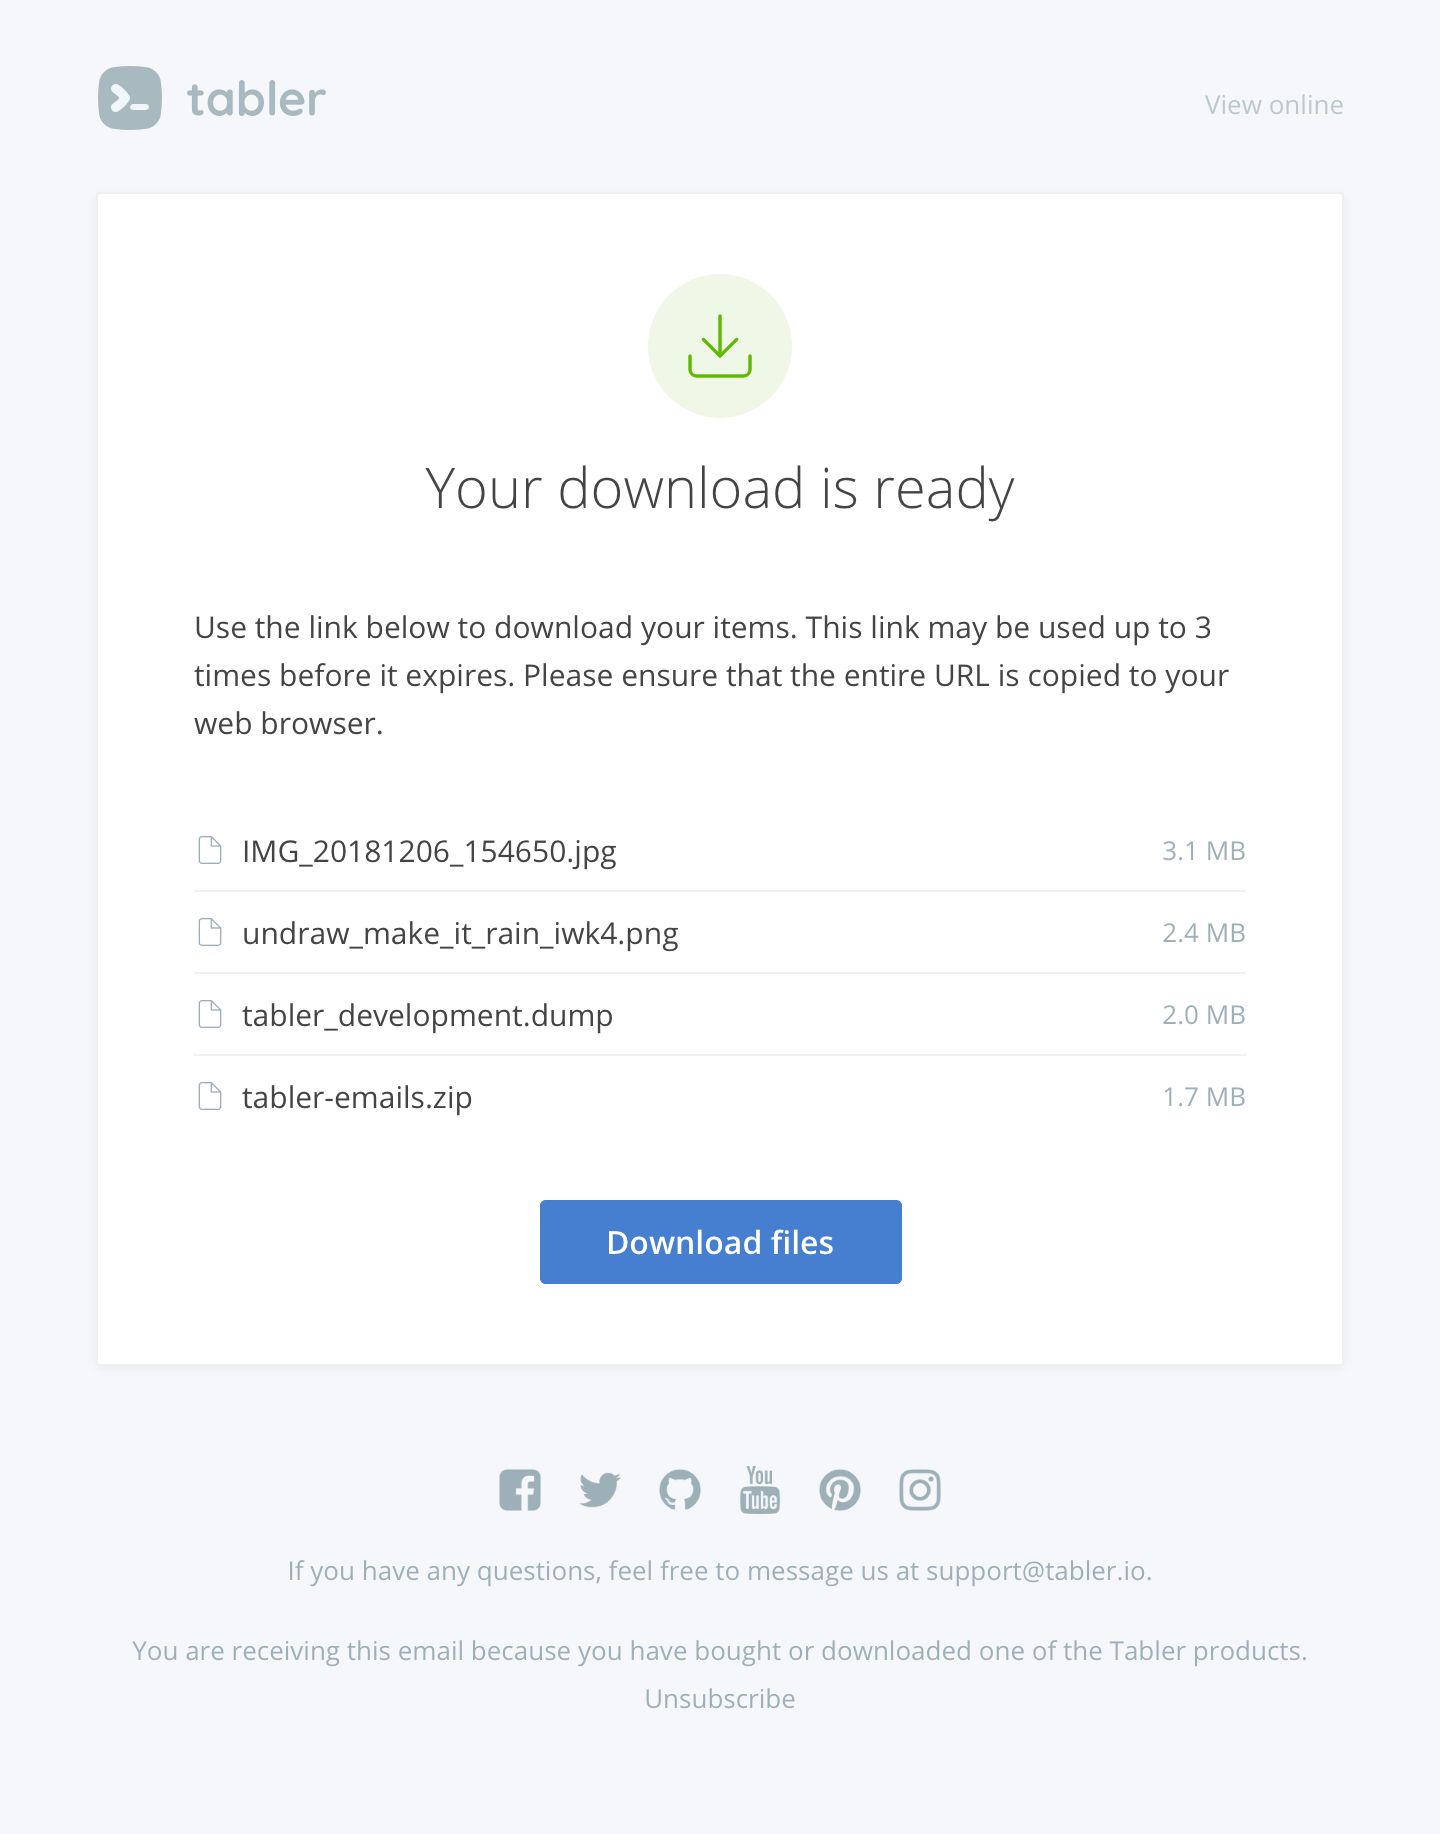 tabler
View online
Your download is ready
Use the link below to download your items. This link may be used up to 3
times before it expires. Please ensure that the entire URL is copied to your
web browser.
IMG_20181206_154650.jpg 3.1 MB
undraw_make_it_rain_iwk4.png 2.4 MB
tabler_development.dump 2.0 MB
tabler-emails.zip 1.7 MB
Download files
You
Tube
If you have any questions, feel free to message us at support@tabler.io.
You are receiving this email because you have bought or downloaded one of the Tabler products.
Unsubscribe